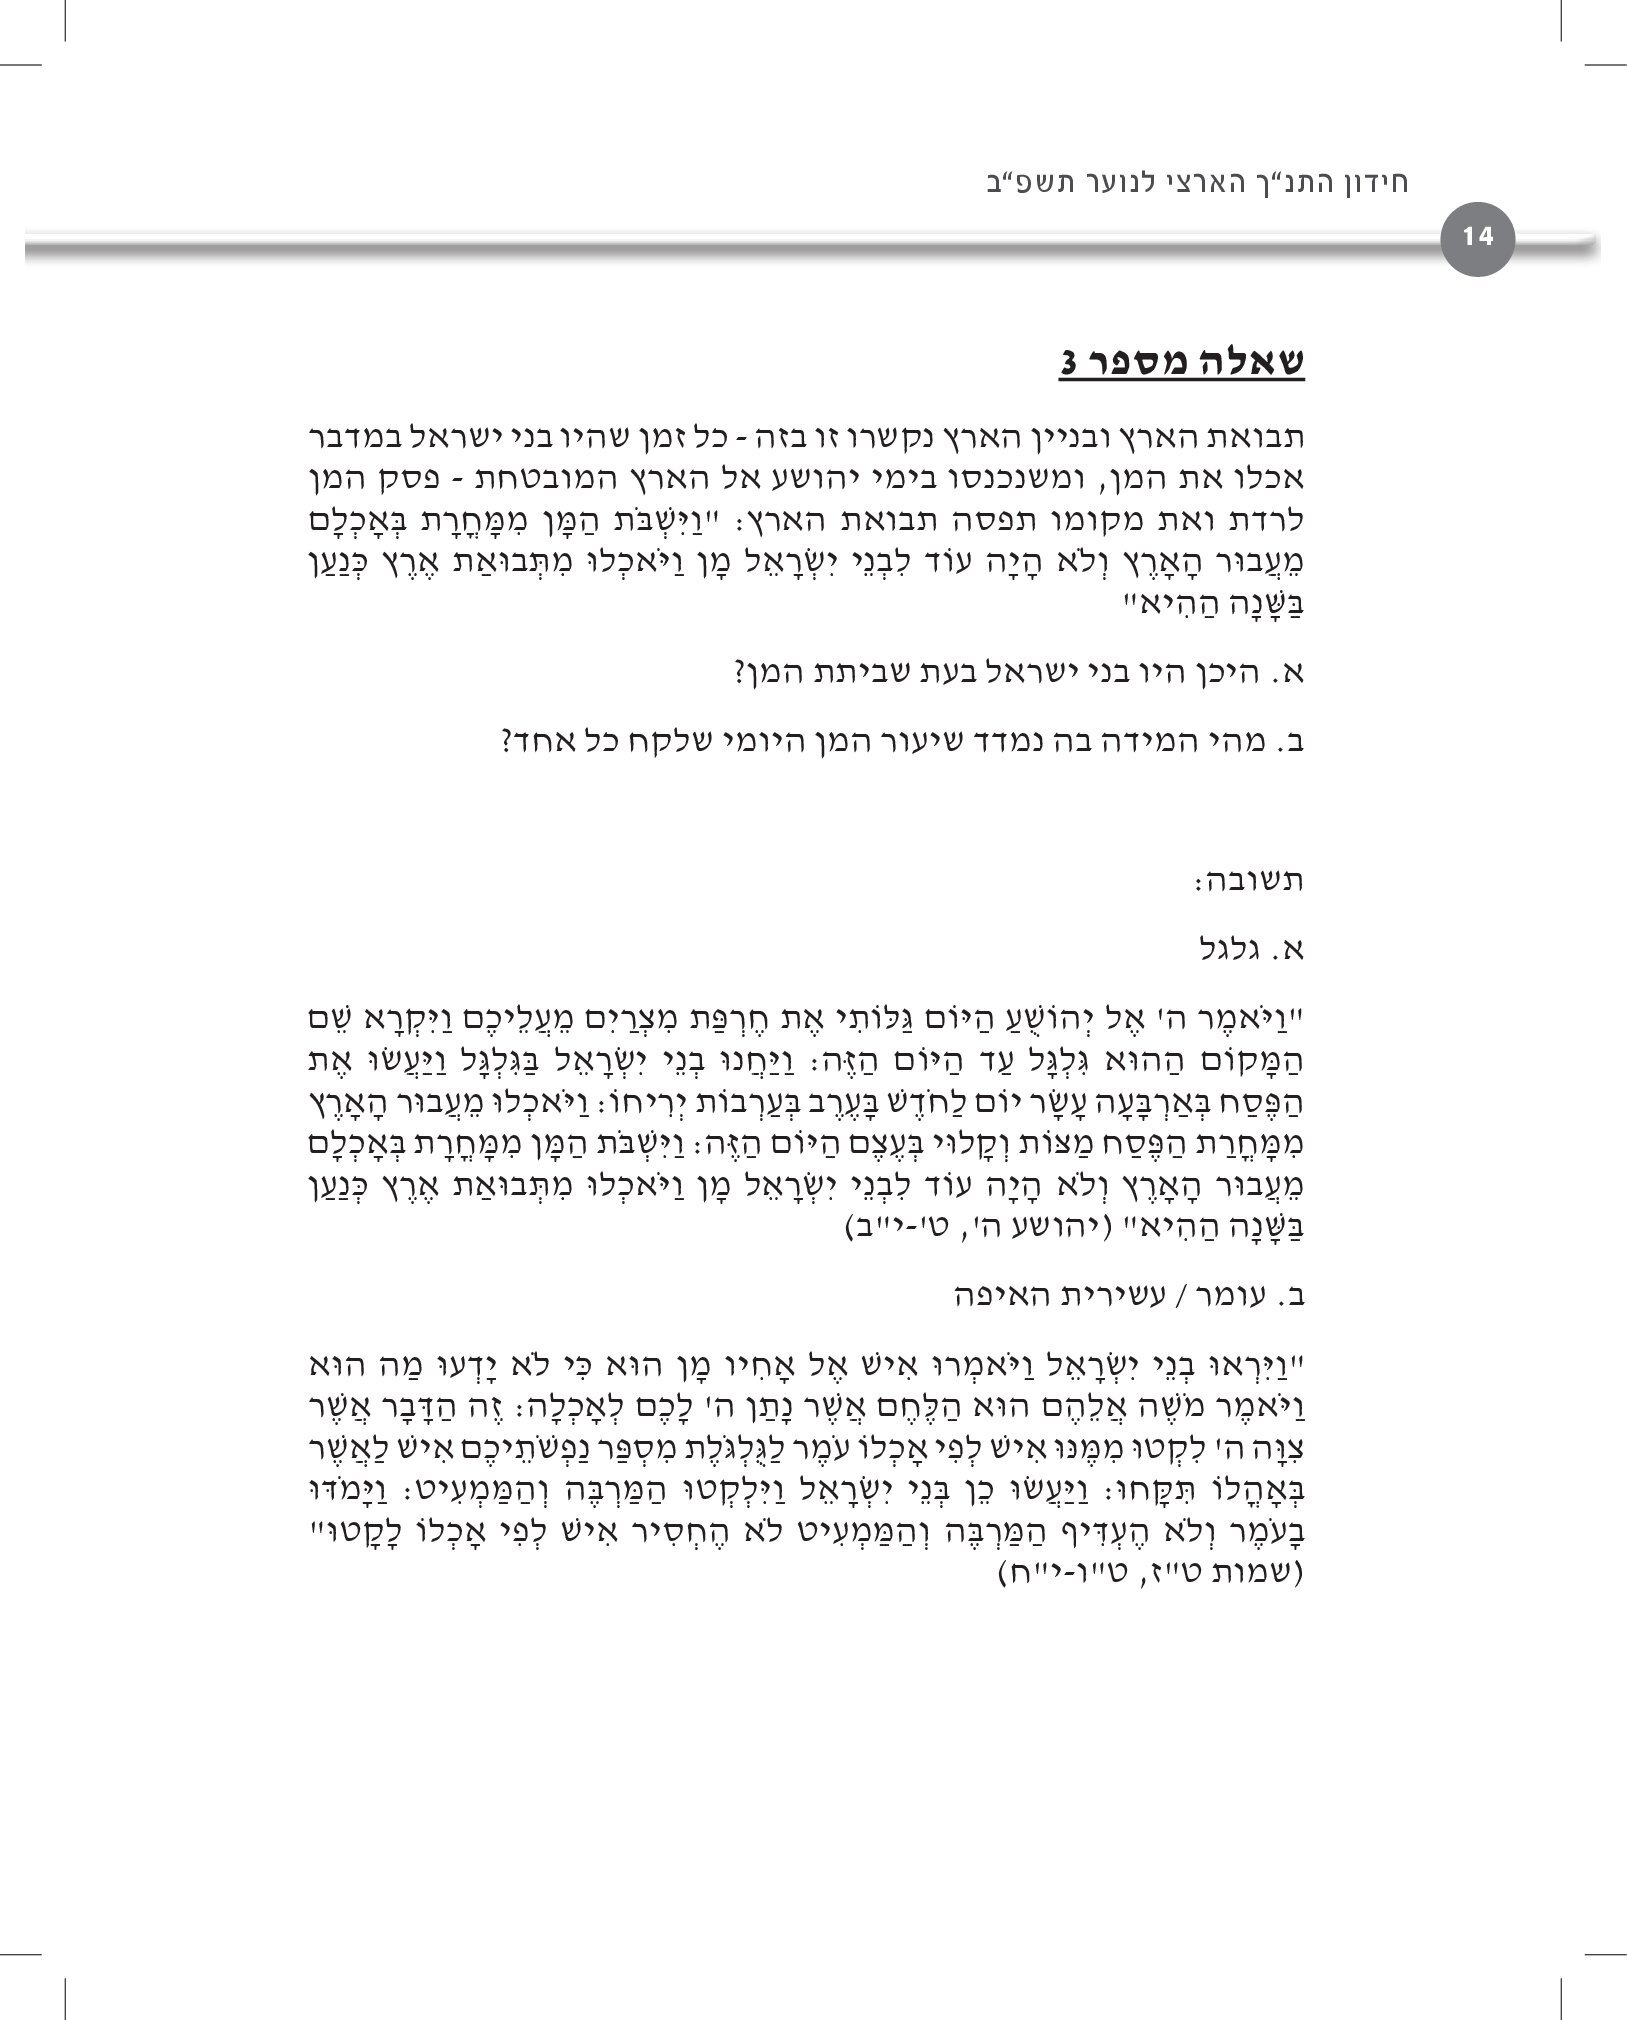 חידון התנ"ך הארצי לנוער תשפ"ב
14
שאלה מספר 3
תבואת הארץ ובניין הארץ נקשרו זו בזה - כל זמן שהיו בני ישראל במדבר
אכלו את המן, ומשנכנסו בימי יהושע אל הארץ המובטחת - פסק המן
לרדת ואת מקומו תפסה תבואת הארץ: "וַיִּשְׁבֹּת הַמָּן מִמָּחֳרָת בְּאָכְלָם
מֵעֲבוּר הָאָרֶץ וְלֹא הָיָה עוֹד לִבְנֵי יִשְׂרָאֵל מָן וַיֹּאכְלוּ מִתְּבוּאַת אֶרֶץ כְּנַעַן
בַּשָּׁנָה הַהִיא"
א. היכן היו בני ישראל בעת שביתת המן?
ב. מהי המידה בה נמדד שיעור המן היומי שלקח כל אחד?
תשובה:
א. גלגל
"וַיֹּאמֶר ה' אֶל יְהוֹשֻׁעַ הַיּוֹם גַּלּוֹתִי אֶת חֶרְפַּת מִצְרַיִם מֵעֲלֵיכֶם וַיִּקְרָא שֵׁם
הַמָּקוֹם הַהוּא גִּלְגָּל עַד הַיּוֹם הַזֶּה: וַיַּחֲנוּ בְנֵי יִשְׂרָאֵל בַּגִּלְגָּל וַיַּעֲשׂוּ אֶת
הַפֶּסַח בְּאַרְבָּעָה עָשָׂר יוֹם לַחֹדֶשׁ בָּעֶרֶב בְּעַרְבוֹת יְרִיחוֹ: וַיֹּאכְלוּ מֵעֲבוּר הָאָרֶץ
מִמָּחֳרַת הַפֶּסַח מַצּוֹת וְקָלוּי בְּעֶצֶם הַיּוֹם הַזֶּה: וַיִּשְׁבֹּת הַמָּן מִמָּחֳרָת בְּאָכְלָם
מֵעֲבוּר הָאָרֶץ וְלֹא הָיָה עוֹד לִבְנֵי יִשְׂרָאֵל מָן וַיֹּאכְלוּ מִתְּבוּאַת אֶרֶץ כְּנַעַן
בַּשָּׁנָה הַהִיא" (יהושע ה', ט'-י"ב)
ב. עומר / עשירית האיפה
"וַיִּרְאוּ בְנֵי יִשְׂרָאֵל וַיֹּאמְרוּ אִישׁ אֶל אָחִיו מָן הוּא כִּי לֹא יָדְעוּ מַה הוּא
וַיֹּאמֶר מֹשֶׁה אֲלֵהֶם הוּא הַלֶּחֶם אֲשֶׁר נָתַן ה' לָכֶם לְאָכְלָה: זֶה הַדָּבָר אֲשֶׁר
צִוָּה ה' לִקְטוּ מִמֶּנּוּ אִישׁ לְפִי אָכְלוֹ עֹמֶר לַגֻּלְגֹּלֶת מִסְפַּר נַפְשֹׁתֵיכֶם אִישׁ לַאֲשֶׁר
בְּאָהֳלוֹ תִּקָּחוּ: וַיַּעֲשׂוּ כֵן בְּנֵי יִשְׂרָאֵל וַיִּלְקְטוּ הַמַּרְבֶּה וְהַמַּמְעִיט: וַיָּמֹדּוּ
בָעֹמֶר וְלֹא הֶעְדִּיף הַמַּרְבֶּה וְהַמַּמְעִיט לֹא הֶחְסִיר אִישׁ לְפִי אָכְלוֹ לָקָטוּ"
(שמות ט"ז, ט"ו-י"ח)